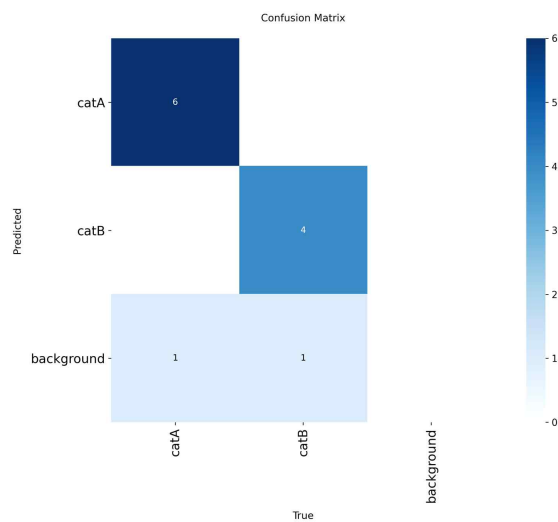 Confusion Matrix
6
catA
6
5
4
catB
4
Predicted
3
2
background
1
1
1
0
catA
catB
background
True